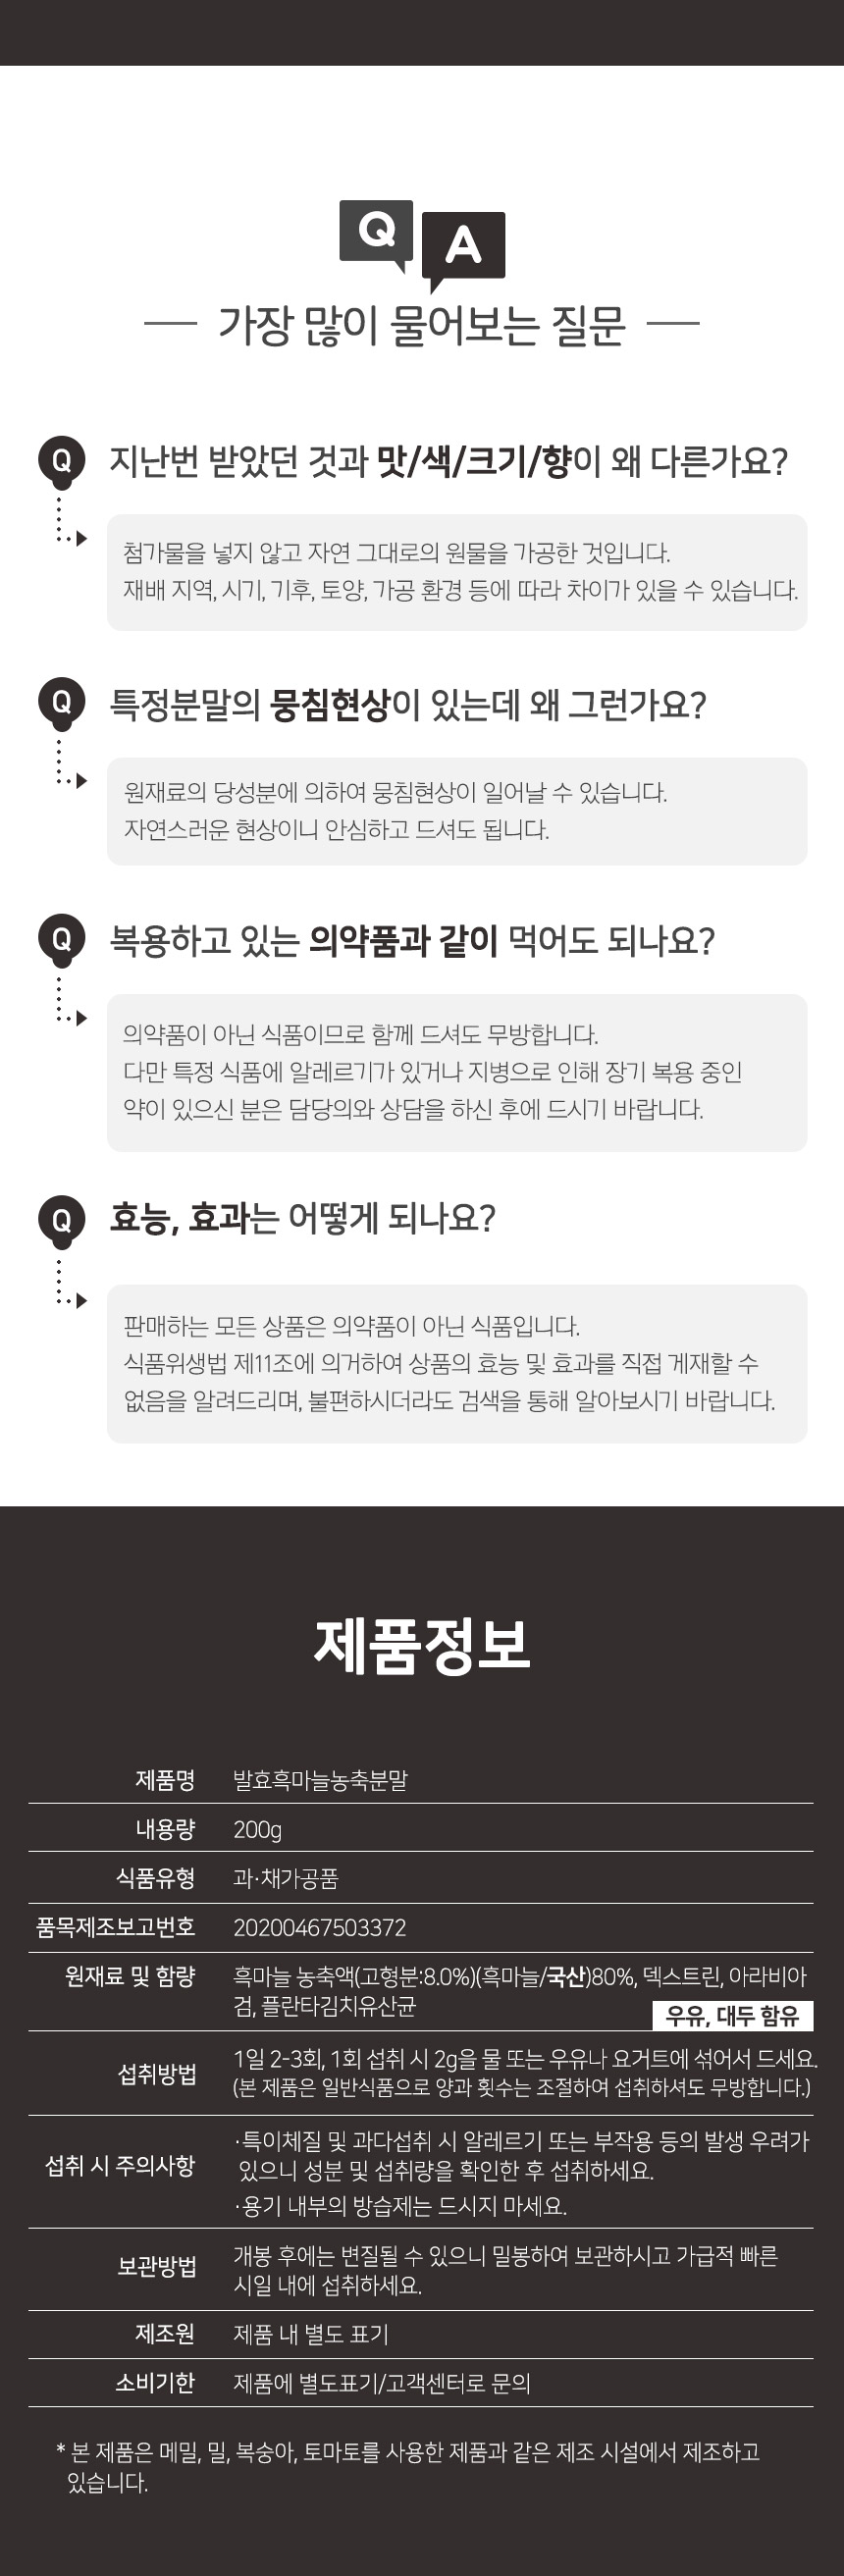 Q A
가장 많이 물어보는 질문
Q 지난번 받았던 것과 맛/색/크기/향이 왜 다른가요?
첨가물을 넣지 않고 자연 그대로의 원물을 가공한 것입니다.
재배 지역, 시기, 기후, 토양, 가공 환경 등에 따라 차이가 있을 수 있습니다.
Q 특정분말의 뭉침현상이 있는데 왜 그런가요?
원재료의 당성분에 의하여 뭉침현상이 일어날 수 있습니다.
자연스러운 현상이니 안심하고 드셔도 됩니다.
Q 복용하고 있는 의약품과 같이 먹어도 되나요?
의약품이 아닌 식품이므로 함께 드셔도 무방합니다.
다만 특정 식품에 알레르기가 있거나 지병으로 인해 장기 복용 중인
약이 있으신 분은 담당의와 상담을 하신 후에 드시기 바랍니다.
Q 효능, 효과는 어떻게 되나요?
판매하는 모든 상품은 의약품이 아닌 식품입니다.
식품위생법 제11조에 의거하여 상품의 효능 및 효과를 직접 게재할 수
없음을 알려드리며, 불편하시더라도 검색을 통해 알아보시기 바랍니다.
제품정보
제품명 발효흑마늘농축분말
내용량 200g
식품유형 과·채가공품
품목제조보고번호 20200467503372
원재료 및 함량 흑마늘 농축액(고형분:8.0%)(흑마늘/국산)80%, 덱스트린, 아라비아
검, 플란타김치유산균
우유, 대두 함유
섭취방법 1일 2-3회, 1회 섭취 시 2g을 물 또는 우유나 요거트에 섞어서 드세요.
(본 제품은 일반식품으로 양과 횟수는 조절하여 섭취하셔도 무방합니다.)
섭취 시 주의사항 ·특이체질 및 과다섭취 시 알레르기 또는 부작용 등의 발생 우려가
있으니 성분 및 섭취량을 확인한 후 섭취하세요.
·용기 내부의 방습제는 드시지 마세요.
보관방법 개봉 후에는 변질될 수 있으니 밀봉하여 보관하시고 가급적 빠른
시일 내에 섭취하세요.
제조원 제품 내 별도 표기
소비기한 제품에 별도표기/고객센터로 문의
* 본 제품은 메밀, 밀, 복숭아, 토마토를 사용한 제품과 같은 제조 시설에서 제조하고
있습니다.